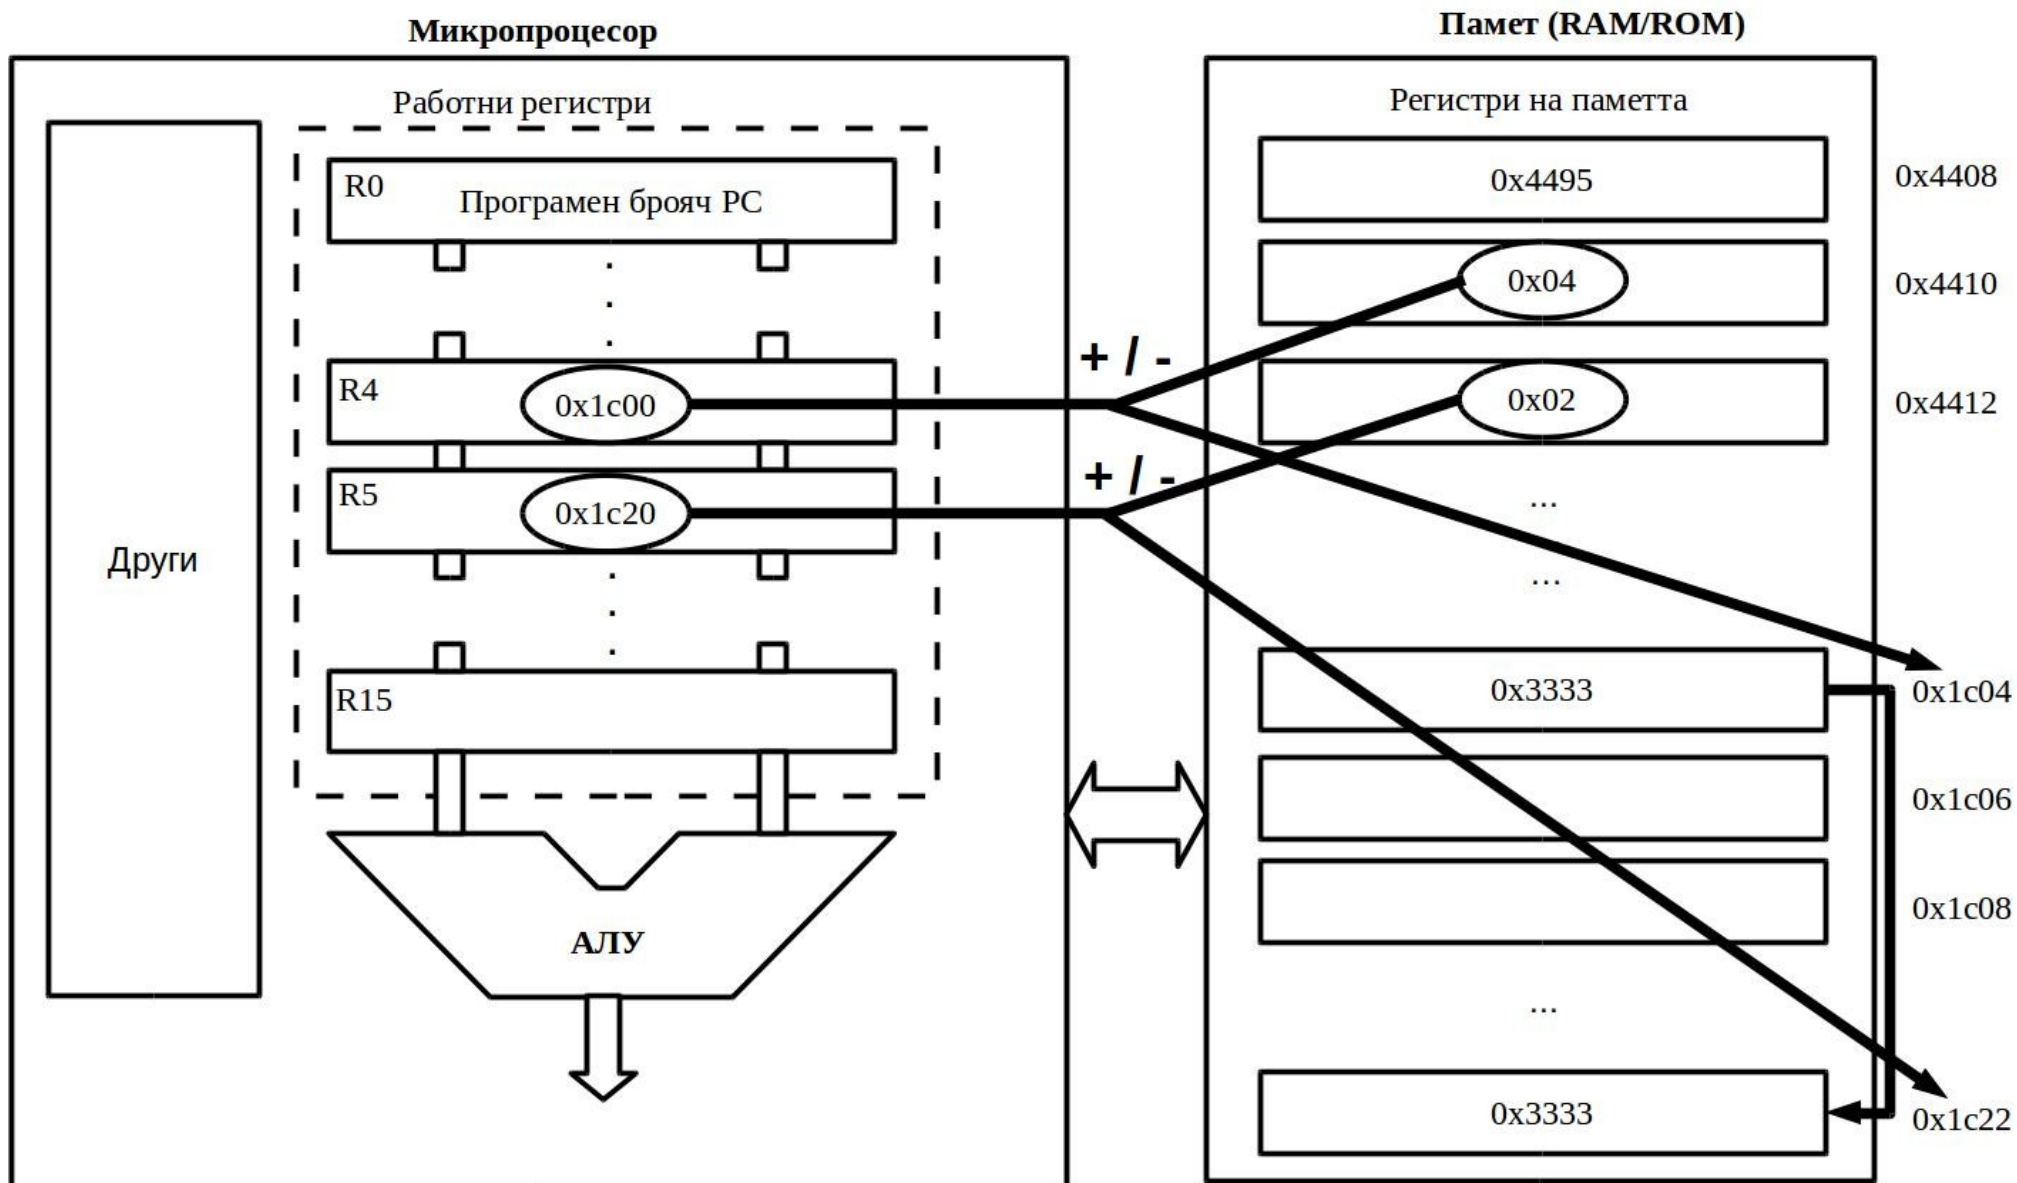 Микропроцесор
Памет (RAM/ROM)
Работни регистри
Други
R0
Програмен брояч PC
.
.
.
R4
0x1c00
R5
0x1c20
.
.
.
R15
АЛУ
+ / -
+ / -
Регистри на паметта
0x4495
0x4408
0x04
0x4410
0x02
0x4412
...
...
0x3333
0x1c04
0x1c06
0x1c08
...
0x3333
0x1c22